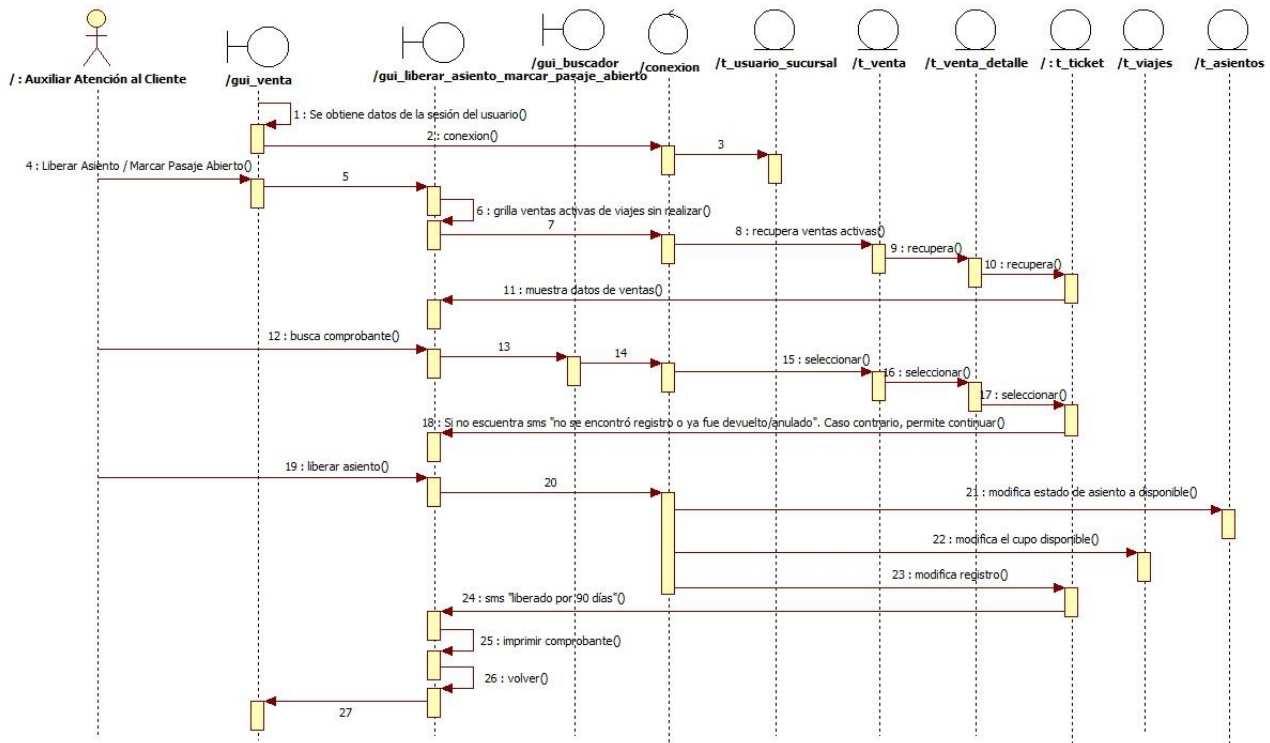 / : Auxiliar Atención al Cliente
/gui_venta
/gui_liberar_asiento_marcar_pasaje_abierto
/gui_buscador
/conexion
/t_usuario_sucursal
/t_venta
/t_venta_detalle
/ : t_ticket
/t_viajes
/t_asientos
1 : Se obtiene datos de la sesión del usuario()
2 : conexion()
3
4 : Liberar Asiento / Marcar Pasaje Abierto()
5
6 : grilla ventas activas de viajes sin realizar()
7
8 : recupera ventas activas()
9 : recupera()
10 : recupera()
11 : muestra datos de ventas()
12 : busca comprobante()
13
14
15 : seleccionar()
16 : seleccionar()
17 : seleccionar()
18 : Si no escuentra sms "no se encontró registro o ya fue devuelto/anulado". Caso contrario, permite continuar()
19 : liberar asiento()
20
21 : modifica estado de asiento a disponible()
22 : modifica el cupo disponible()
23 : modifica registro()
24 : sms "liberado por 90 días"()
25 : imprimir comprobante()
26 : volver()
27